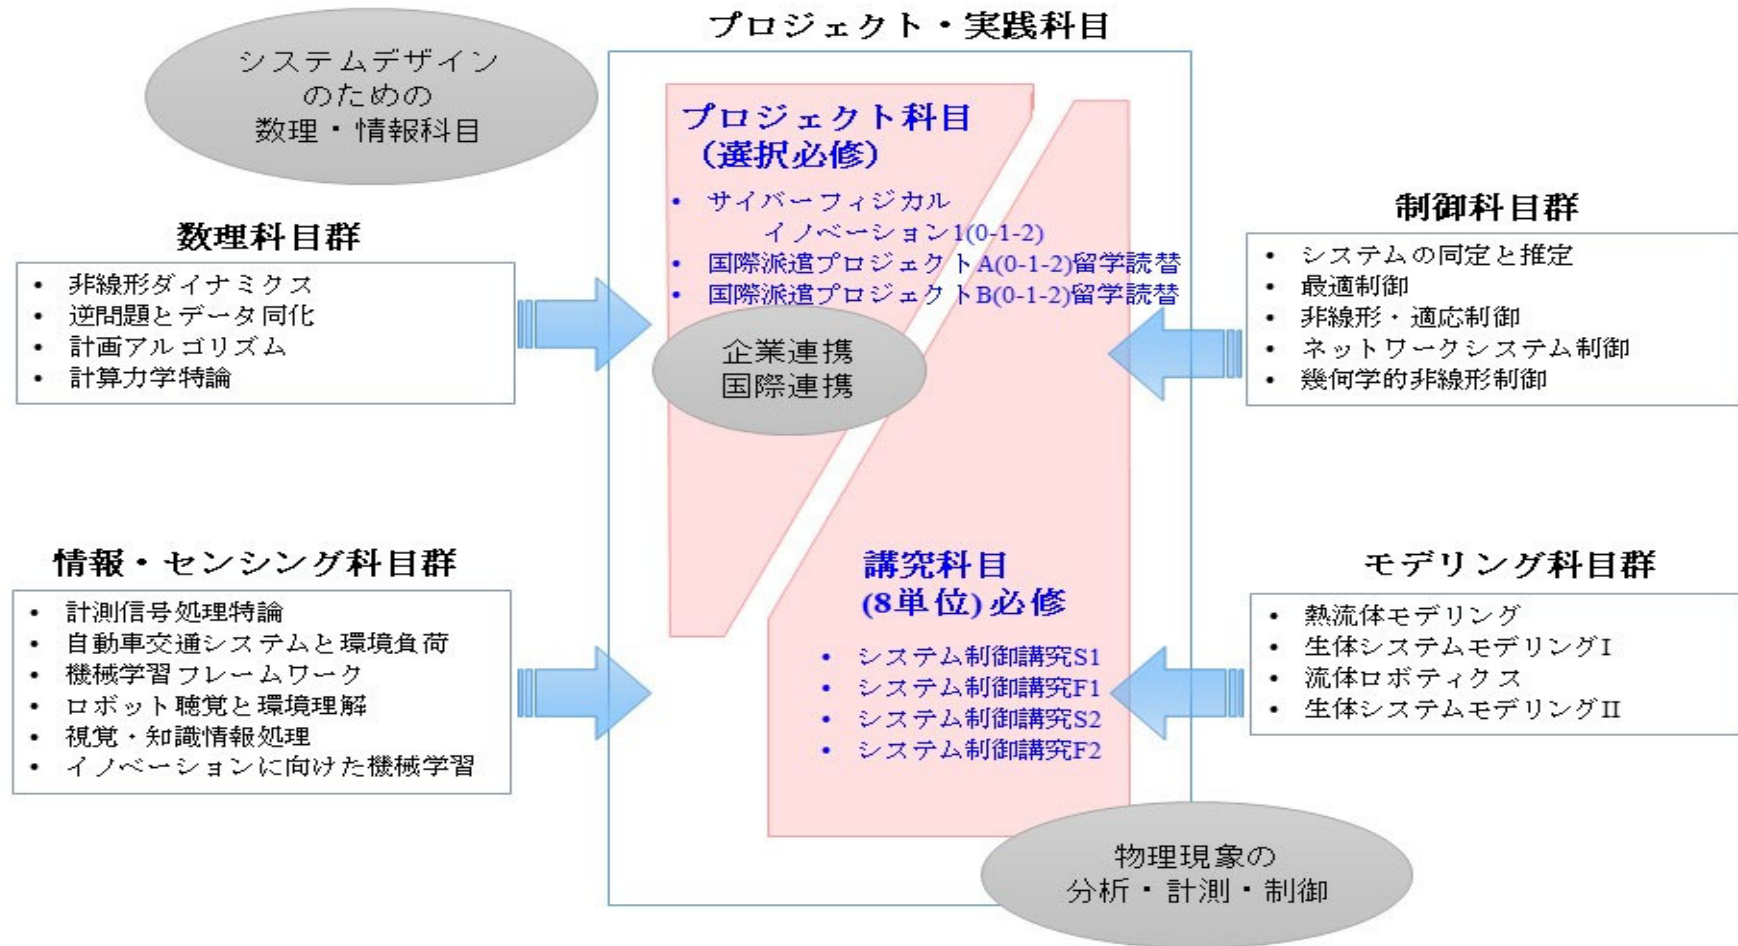 プロジェクト・実践科目
システムデザイン
のための
数理・情報科目
プロジェクト科目
（選択必修）
• サイバーフィジカル
イノベーション1(0-1-2)
• 国際派遣プロジェクトA(0-1-2)留学読替
• 国際派遣プロジェクトB(0-1-2)留学読替
企業連携
国際連携
数理科目群
• 非線形ダイナミクス
• 逆問題とデータ同化
• 計画アルゴリズム
• 計算力学特論
制御科目群
• システムの同定と推定
• 最適制御
• 非線形・適応制御
• ネットワークシステム制御
• 幾何学的非線形制御
情報・センシング科目群
• 計測信号処理特論
• 自動車交通システムと環境負荷
• 機械学習フレームワーク
• ロボット聴覚と環境理解
• 視覚・知識情報処理
• イノベーションに向けた機械学習
講究科目
(8単位) 必修
• システム制御講究S1
• システム制御講究F1
• システム制御講究S2
• システム制御講究F2
モデリング科目群
• 熱流体モデリング
• 生体システムモデリングI
• 流体ロボティクス
• 生体システムモデリングII
物理現象の
分析・計測・制御